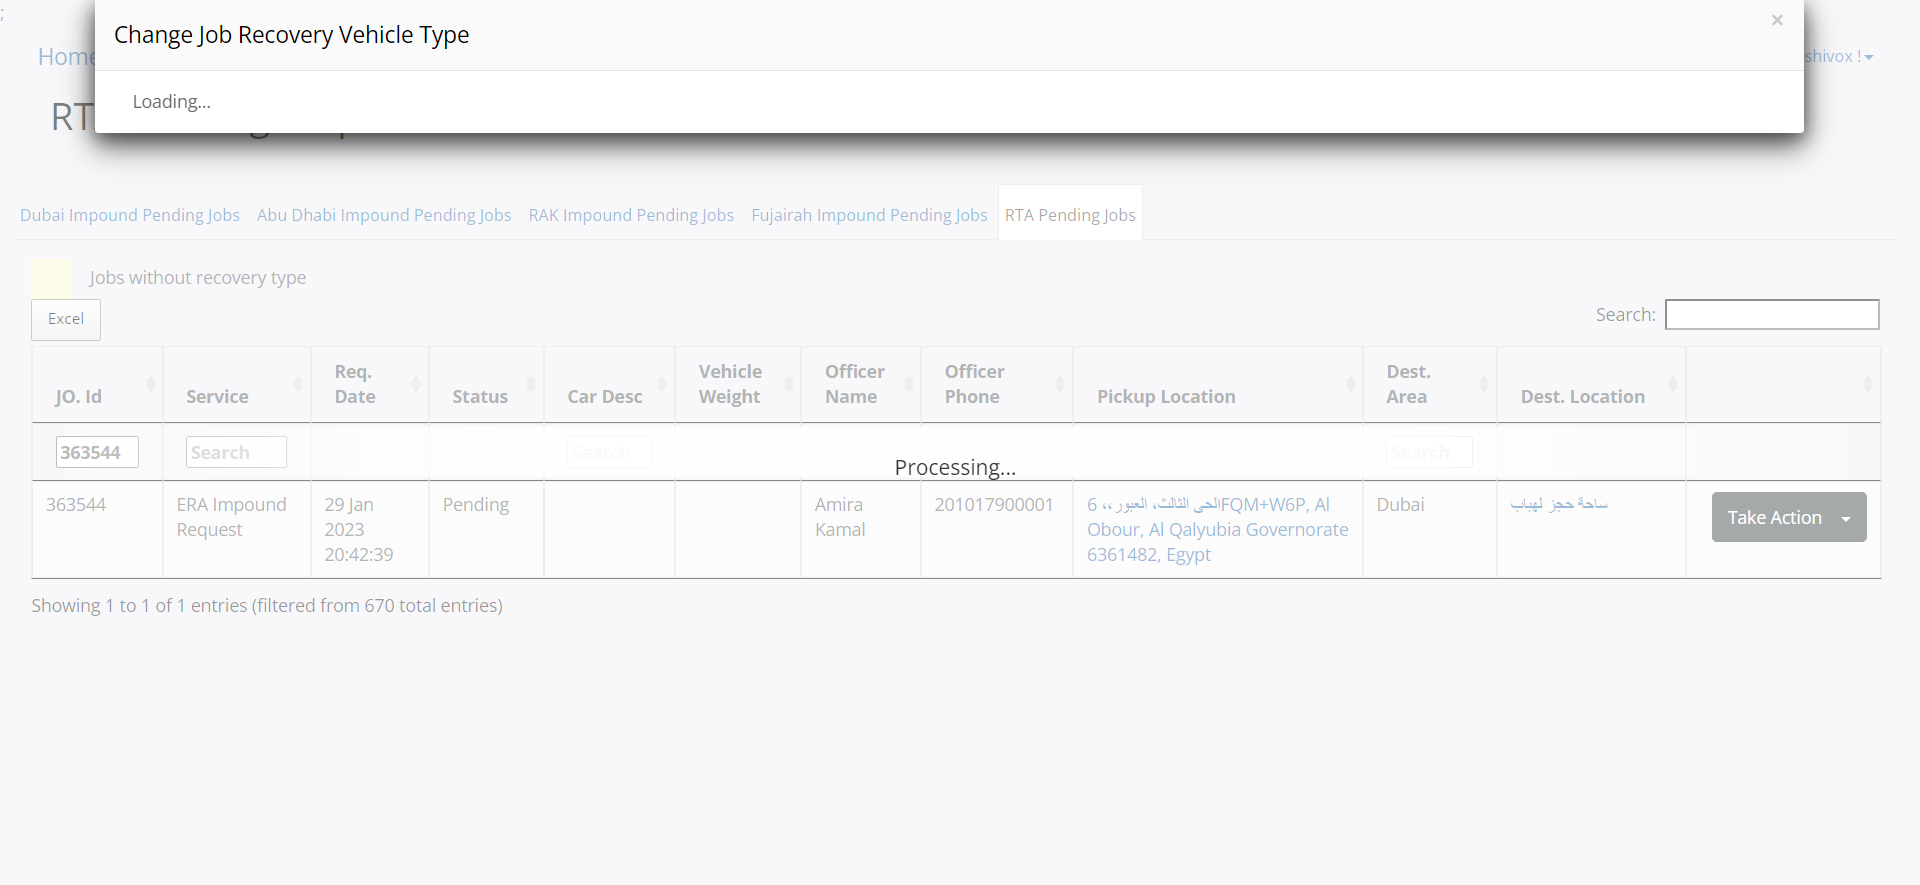 ;
Change Job Recovery Vehicle Type
×
Home
shivox !
Loading...
RT
Dubai Impound Pending Jobs Abu Dhabi Impound Pending Jobs RAK Impound Pending Jobs Fujairah Impound Pending Jobs RTA Pending Jobs
Jobs without recovery type
Excel
Search:
JO. Id Service Req. Date Status Car Desc Vehicle Weight Officer Name Officer Phone Pickup Location Dest. Area Dest. Location
363544 Search Search Search
Processing...
363544 ERA Impound Request 29 Jan 2023 20:42:39 Pending Amira Kamal 201017900001
6 الحى الثالث، العبور،، FQM+W6P, Al
Obour, Al Qalyubia Governorate
6361482, Egypt
Dubai
ساحة حجز لهباب
Take Action
Showing 1 to 1 of 1 entries (filtered from 670 total entries)